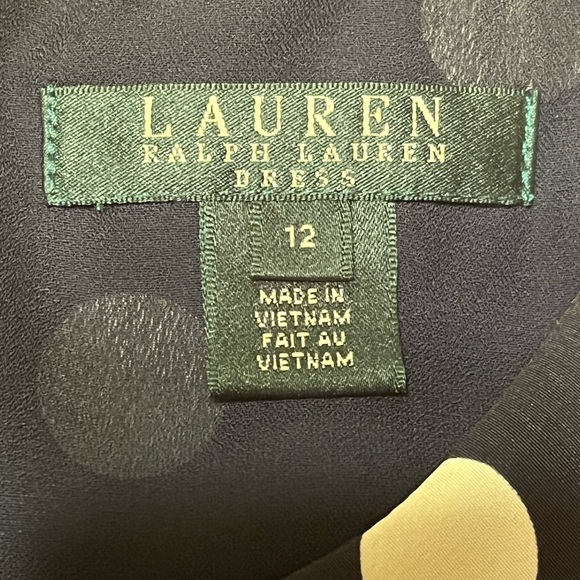 LAUREN
RALPH LAUREN
DRESS
12
MADE IN
VIETNAM
FAIT AU
VIETNAM